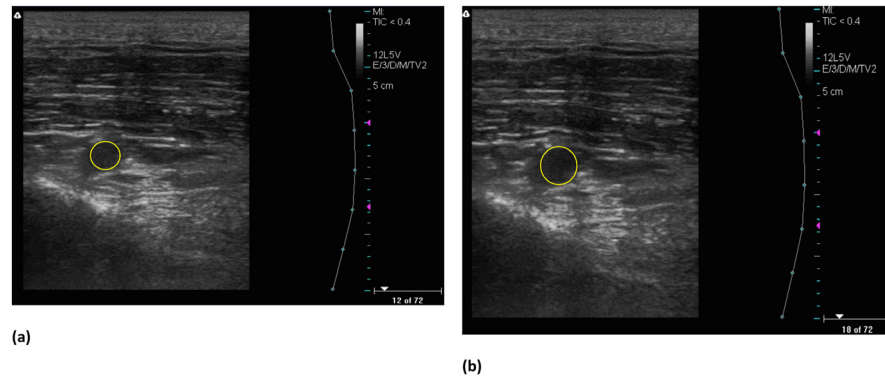 MI:
TIC < 0.4
12L5V
E/3/D/M/TV2
5 cm
12 of 72
(a)
MI:
TIC < 0.4
12L5V
E/3/D/M/TV2
5 cm
18 of 72
(b)